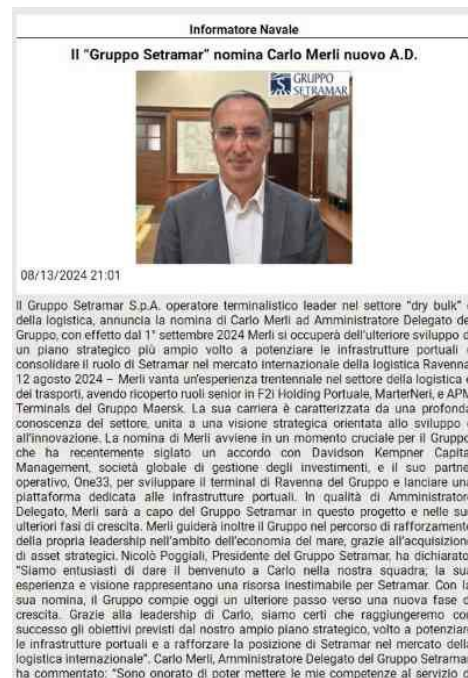 Informatore Navale
Il "Gruppo Setramar" nomina Carlo Merli nuovo A.D.
GRUPPO
SETRAMAR
08/13/2024 21:01
Il Gruppo Setramar S.p.A. operatore terminalistico leader nel settore "dry bulk" e
della logistica, annuncia la nomina di Carlo Merli ad Amministratore Delegato de
Gruppo, con effetto dal 1° settembre 2024 Merli si occuperà dell'ulteriore sviluppo d
un piano strategico più ampio volto a potenziare le infrastrutture portuali
consolidare il ruolo di Setramar nel mercato internazionale della logistica Ravenna
12 agosto 2024 – Merli vanta un'esperienza trentennale nel settore della logistica e
dei trasporti, avendo ricoperto ruoli senior in F2i Holding Portuale, MarterNeri, e APM
Terminals del Gruppo Maersk. La sua carriera è caratterizzata da una profonda
conoscenza del settore, unita a una visione strategica orientata allo sviluppo
all'innovazione. La nomina di Merli avviene in un momento cruciale per il Gruppo
che ha recentemente siglato un accordo con Davidson Kempner Capita
Management, società globale di gestione degli investimenti, e il suo partne
operativo, One33, per sviluppare il terminal di Ravenna del Gruppo e lanciare una
piattaforma dedicata alle infrastrutture portuali. In qualità di Amministrator
Delegato, Merli sarà a capo del Gruppo Setramar in questo progetto e nelle su
ulteriori fasi di crescita. Merli guiderà inoltre il Gruppo nel percorso di rafforzament
della propria leadership nell'ambito dell'economia del mare, grazie all'acquisizion
di asset strategici. Nicolò Poggiali, Presidente del Gruppo Setramar, ha dichiarato
"Siamo entusiasti di dare il benvenuto a Carlo nella nostra squadra; la su
esperienza e visione rappresentano una risorsa inestimabile per Setramar. Con la
sua nomina, il Gruppo compie oggi un ulteriore passo verso una nuova fase d
crescita. Grazie alla leadership di Carlo, siamo certi che raggiungeremo co
successo gli obiettivi previsti dal nostro ampio piano strategico, volto a potenziar
le infrastrutture portuali e a rafforzare la posizione di Setramar nel mercato dell
logistica internazionale". Carlo Merli, Amministratore Delegato del Gruppo Setrama
ha commentato: "Sono onorato di poter mettere le mie competenze al servizio d